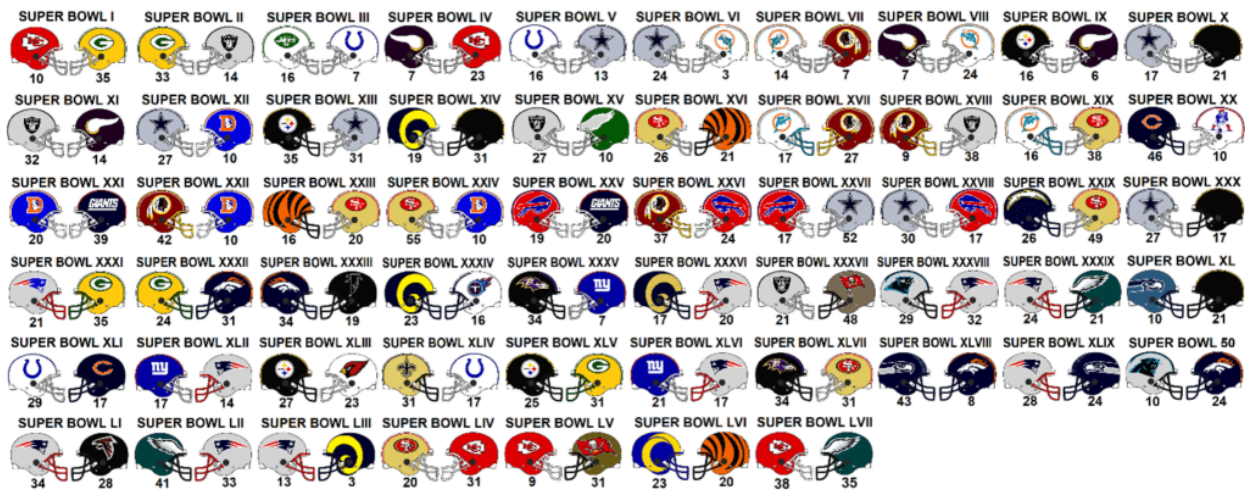 SUPER BOWL I SUPER BOWL II SUPER BOWL III SUPER BOWL IV SUPER BOWL V SUPER BOWL VI SUPER BOWL VII SUPER BOWL VIII SUPER BOWL IX SUPER BOWL X
JETS
10 35 33 14 16 7 7 23 16 13 24 3 14 7 7 24 16 6 17 21
SUPER BOWL XI SUPER BOWL XII SUPER BOWL XIII SUPER BOWL XIV SUPER BOWL XV SUPER BOWL XVI SUPER BOWL XVII SUPER BOWL XVIII SUPER BOWL XIX SUPER BOWL XX
32 14 27 10 35 31 19 31 27 10 26 21 17 27 9 38 16 38 46 10
SUPER BOWL XXI SUPER BOWL XXII SUPER BOWL XXIII SUPER BOWL XXIV SUPER BOWL XXV SUPER BOWL XXVI SUPER BOWL XXVII SUPER BOWL XXVIII SUPER BOWL XXIX SUPER BOWL XXX
GIANTS GIANTS
20 39 42 10 16 20 55 10 19 20 37 24 17 52 30 17 26 49 27 17
SUPER BOWL XXXI SUPER BOWL XXXII SUPER BOWL XXXIII SUPER BOWL XXXIV SUPER BOWL XXXV SUPER BOWL XXXVI SUPER BOWL XXXVII SUPER BOWL XXXVIII SUPER BOWL XXXIX SUPER BOWL XL
ny
21 35 24 31 34 19 23 16 34 7 17 20 21 48 29 32 24 21 10 21
SUPER BOWL XLI SUPER BOWL XLII SUPER BOWL XLIII SUPER BOWL XLIV SUPER BOWL XLV SUPER BOWL XLVI SUPER BOWL XLVII SUPER BOWL XLVIII SUPER BOWL XLIX SUPER BOWL 50
ny ny
29 17 17 14 27 23 31 17 25 31 21 17 34 31 43 8 28 24 10 24
SUPER BOWL LI SUPER BOWL LII SUPER BOWL LIII SUPER BOWL LIV SUPER BOWL LV SUPER BOWL LVI SUPER BOWL LVII
34 28 41 33 13 3 20 31 9 31 23 20 38 35